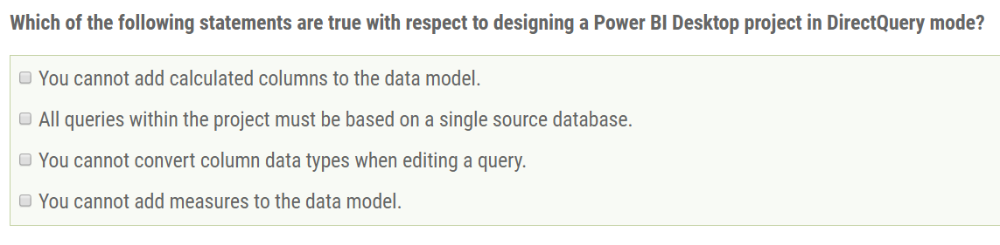 Which of the following statements are true with respect to designing a Power BI Desktop project in DirectQuery mode?
You cannot add calculated columns to the data model.
All queries within the project must be based on a single source database.
You cannot convert column data types when editing a query.
You cannot add measures to the data model.